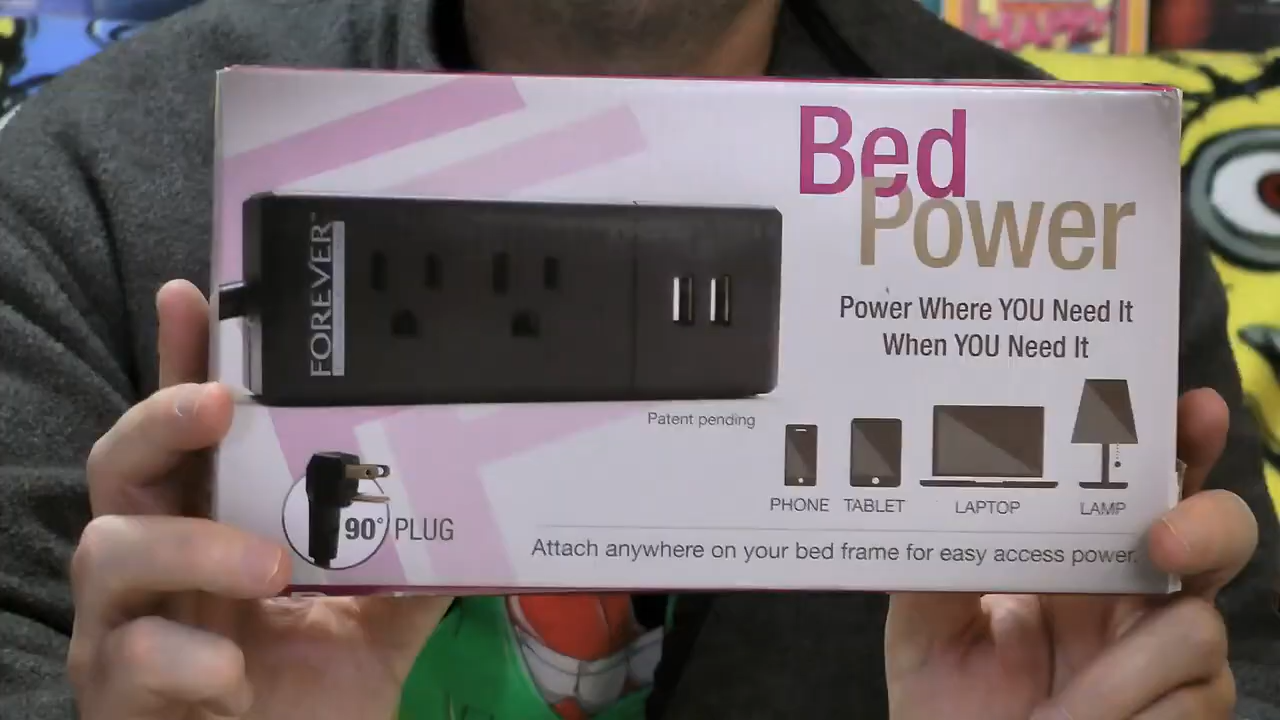 Bed
Power
FOREVER™
Power Where YOU Need It
When YOU Need It
Patent pending
PHONE TABLET LAPTOP LAMP
90° PLUG
Attach anywhere on your bed frame for easy access power.